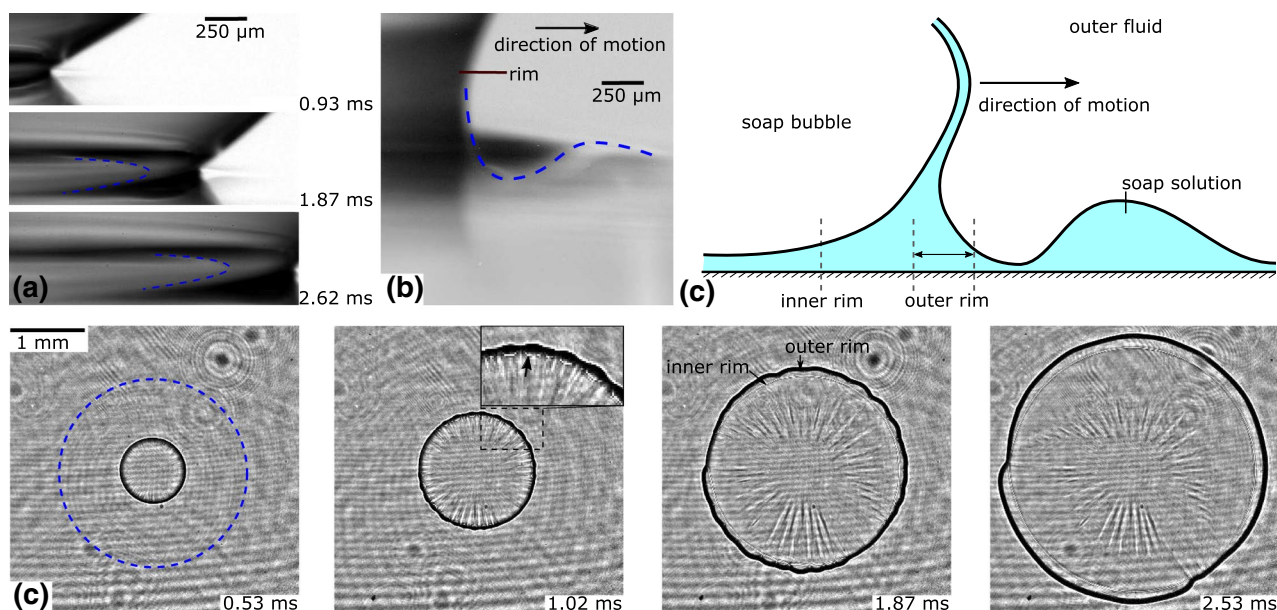 250 µm
0.93 ms
1.87 ms
(a)
2.62 ms
direction of motion
rim
250 µm
(b)
outer fluid
direction of motion
soap bubble
soap solution
(c)
inner rim
outer rim
1 mm
(c)
0.53 ms
1.02 ms
outer rim
inner rim
1.87 ms
2.53 ms